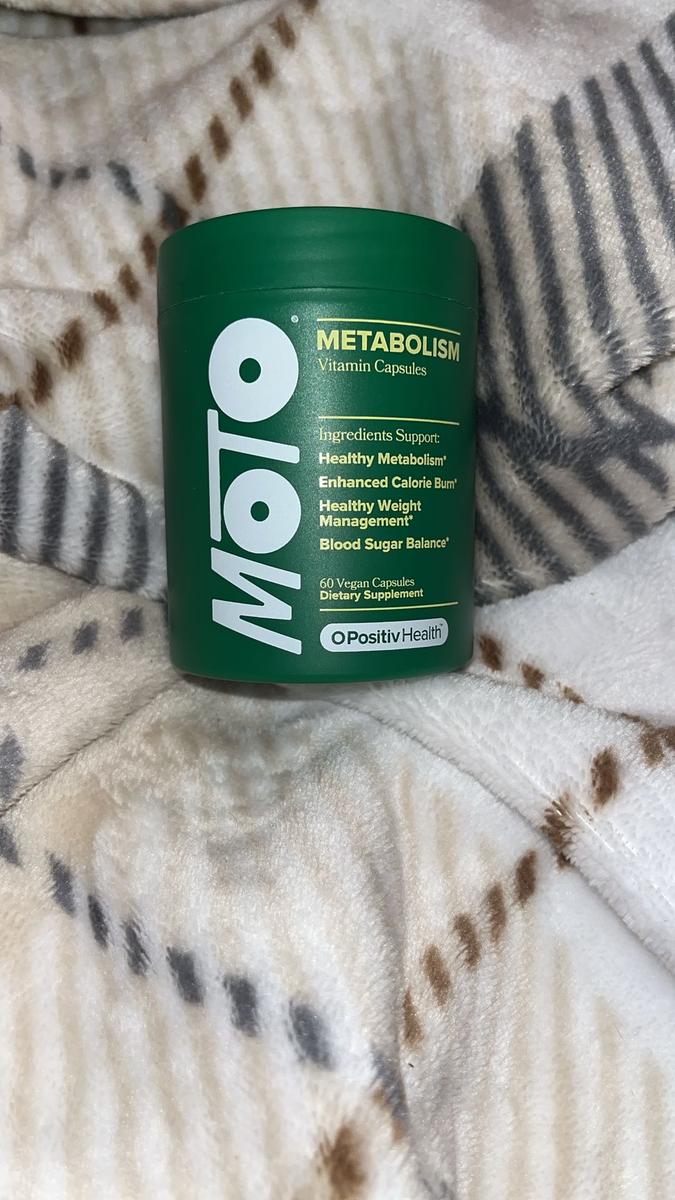 MOTO®
METABOLISM
Vitamin Capsules
Ingredients Support:
Healthy Metabolism*
Enhanced Calorie Burn*
Healthy Weight
Management*
Blood Sugar Balance*
60 Vegan Capsules
Dietary Supplement
OPositiv Health™